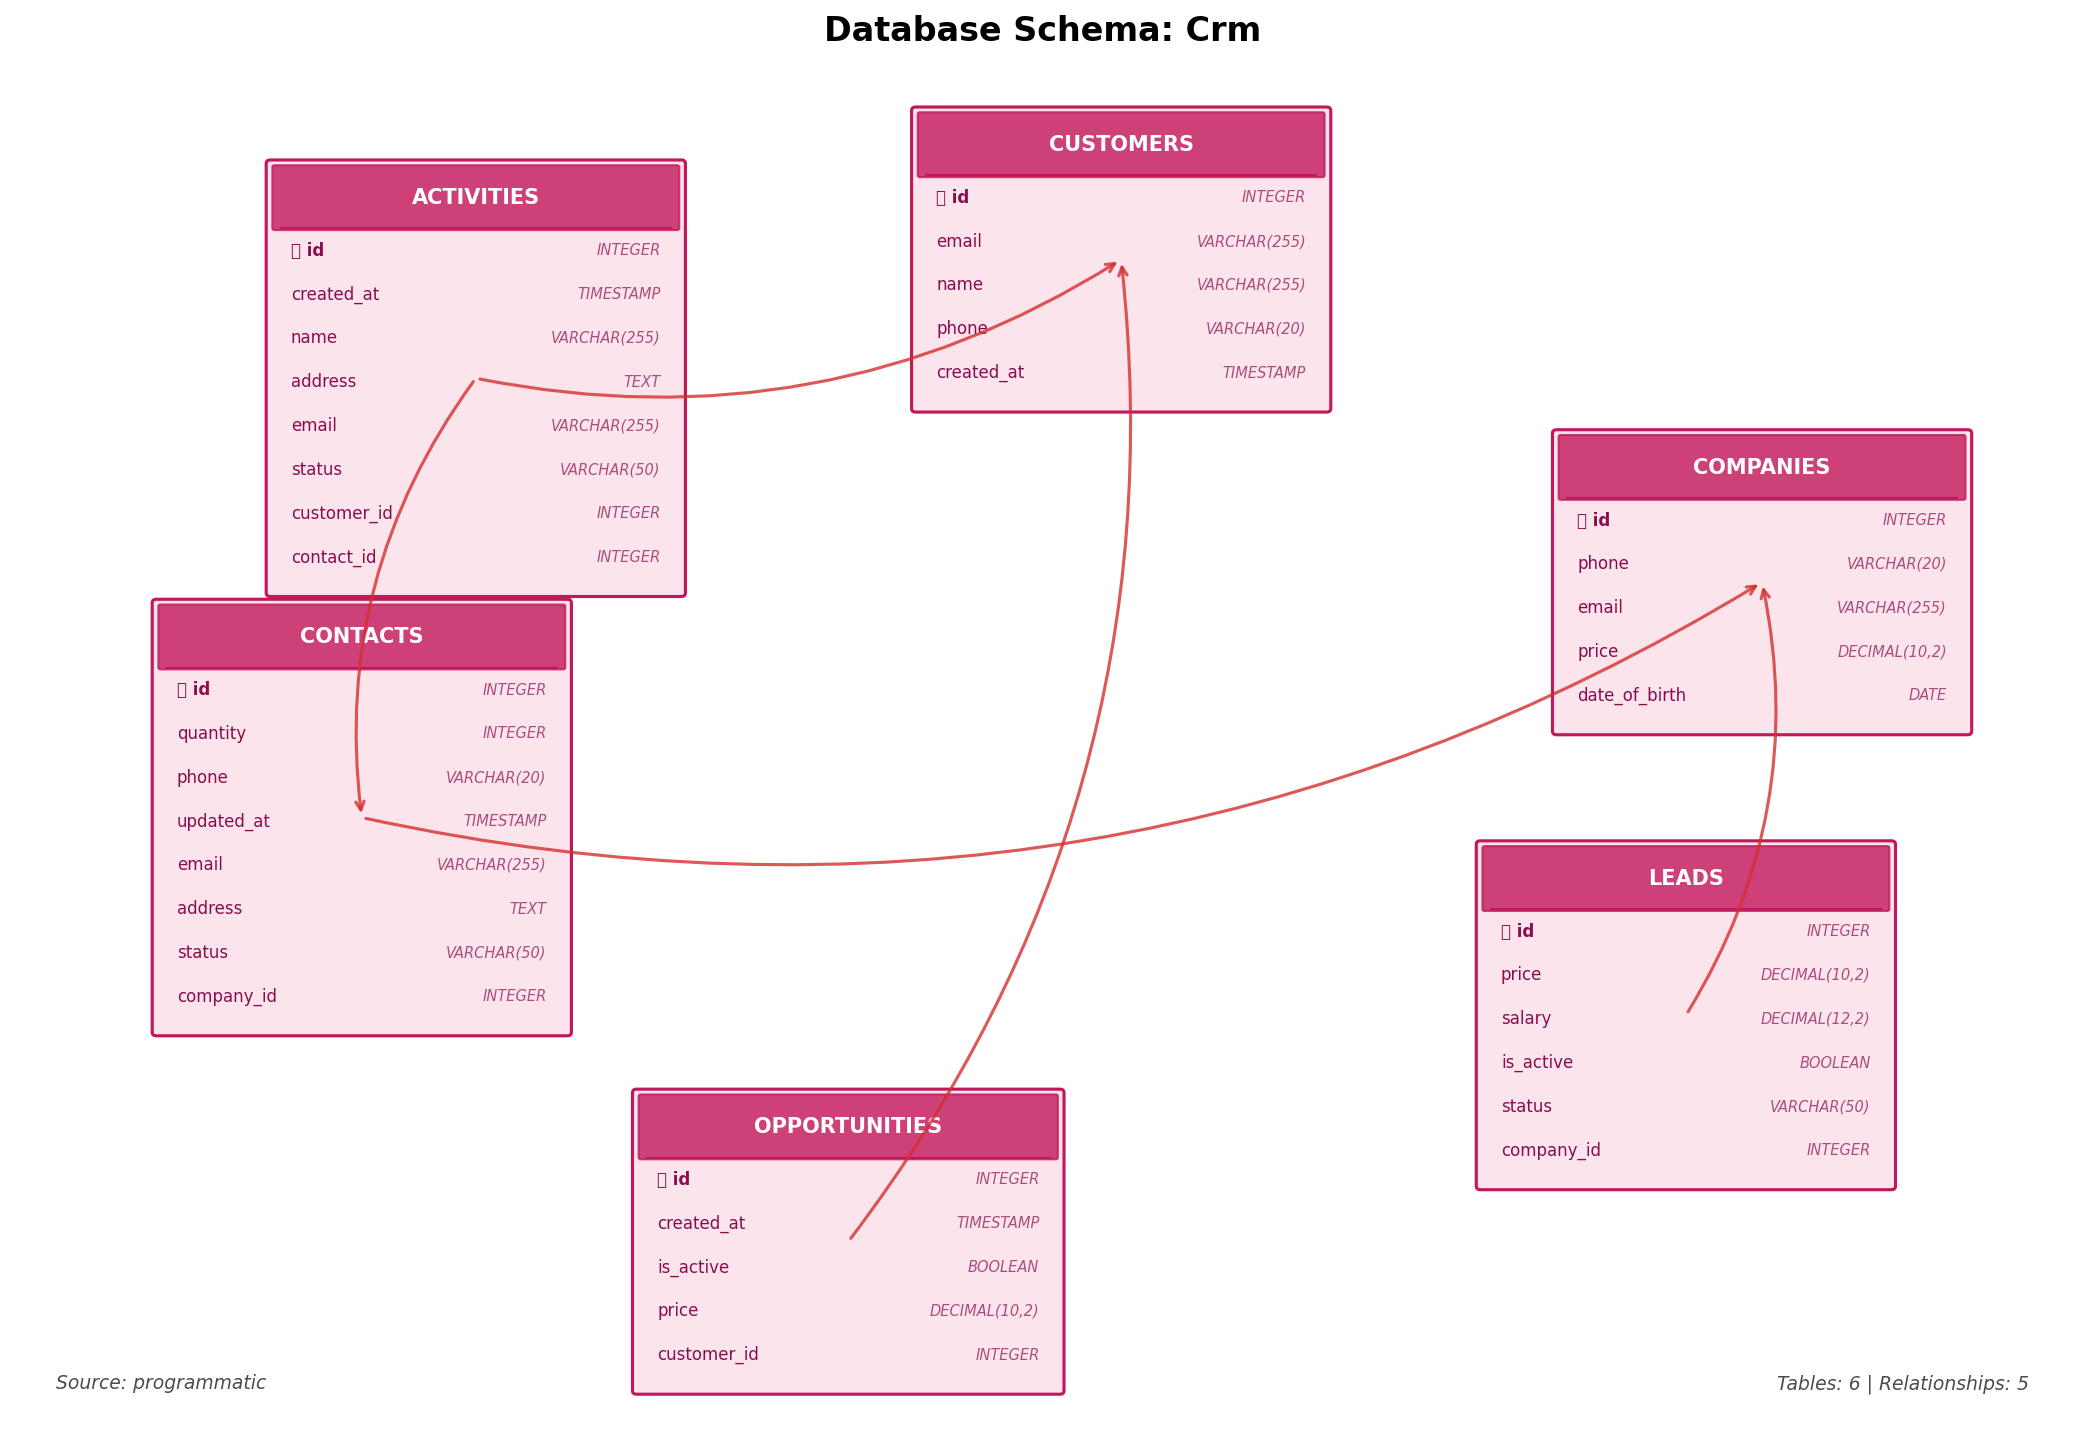 Database Schema: Crm
CUSTOMERS
id INTEGER
email VARCHAR(255)
name VARCHAR(255)
phone VARCHAR(20)
created_at TIMESTAMP
ACTIVITIES
id INTEGER
created_at TIMESTAMP
name VARCHAR(255)
address TEXT
email VARCHAR(255)
status VARCHAR(50)
customer_id INTEGER
contact_id INTEGER
COMPANIES
id INTEGER
phone VARCHAR(20)
email VARCHAR(255)
price DECIMAL(10,2)
date_of_birth DATE
CONTACTS
id INTEGER
quantity INTEGER
phone VARCHAR(20)
updated_at TIMESTAMP
email VARCHAR(255)
address TEXT
status VARCHAR(50)
company_id INTEGER
LEADS
id INTEGER
price DECIMAL(10,2)
salary DECIMAL(12,2)
is_active BOOLEAN
status VARCHAR(50)
company_id INTEGER
OPPORTUNITIES
id INTEGER
created_at TIMESTAMP
is_active BOOLEAN
price DECIMAL(10,2)
customer_id INTEGER
Source: programmatic
Tables: 6 | Relationships: 5